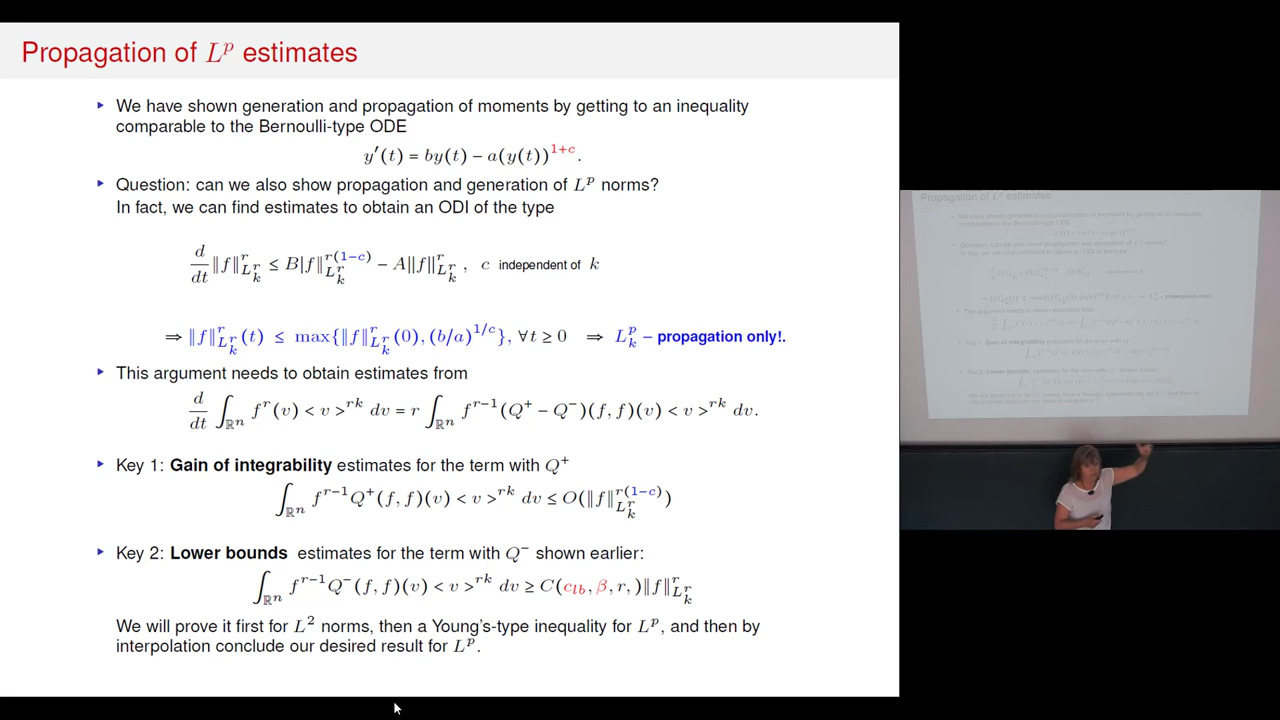 Propagation of L^p estimates
▸ We have shown generation and propagation of moments by getting to an inequality
comparable to the Bernoulli-type ODE
y′(t) = by(t) − a(y(t))^{1+c}.
▸ Question: can we also show propagation and generation of L^p norms?
In fact, we can find estimates to obtain an ODI of the type
d/dt ‖f‖^r_{L^r_k} ≤ B|f‖^{r(1−c)}_{L^r_k} − A||f||^r_{L^r_k} , c independent of k
⇒ ‖f‖^r_{L^r_k}(t) ≤ max{‖f‖^r_{L^r_k}(0), (b/a)^{1/c}}, ∀t ≥ 0 ⇒ L^p_k − propagation only!.
▸ This argument needs to obtain estimates from
d/dt ∫_{ℝ^n} f^r(v) < v >^{rk} dv = r ∫_{ℝ^n} f^{r−1}(Q^+ − Q^−)(f, f)(v) < v >^{rk} dv.
▸ Key 1: Gain of integrability estimates for the term with Q^+
∫_{ℝ^n} f^{r−1}Q^+(f, f)(v) < v >^{rk} dv ≤ O(‖f‖^{r(1−c)}_{L^r_k})
▸ Key 2: Lower bounds estimates for the term with Q^− shown earlier:
∫_{ℝ^n} f^{r−1}Q^−(f, f)(v) < v >^{rk} dv ≥ C(c_{lb}, β, r, )‖f‖^r_{L^r_k}
We will prove it first for L^2 norms, then a Young's-type inequality for L^p, and then by
interpolation conclude our desired result for L^p.
Propagation of L^p estimates